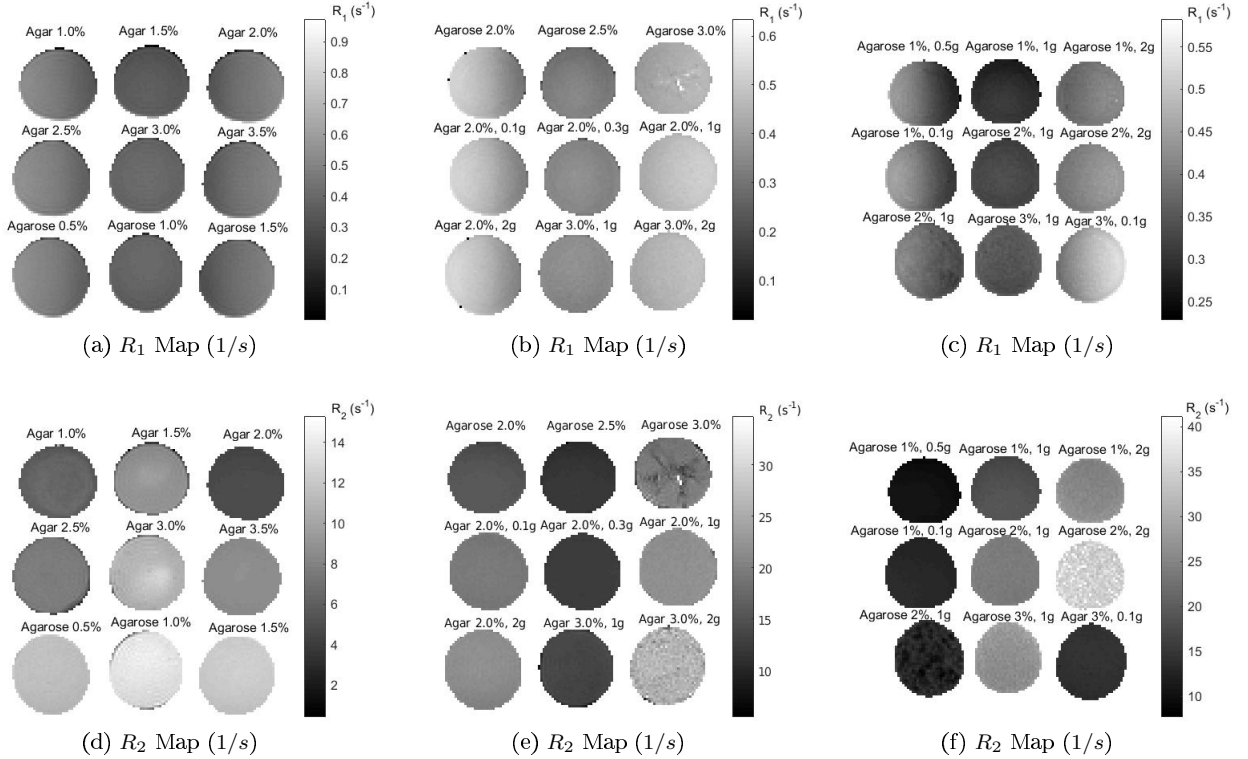 R1 (s-1)
Agar 1.0% Agar 1.5% Agar 2.0%
Agar 2.5% Agar 3.0% Agar 3.5%
Agarose 0.5% Agarose 1.0% Agarose 1.5%
0.9
0.8
0.7
0.6
0.5
0.4
0.3
0.2
0.1
(a) R1 Map (1/s)
R1 (s-1)
Agarose 2.0% Agarose 2.5% Agarose 3.0%
Agar 2.0%, 0.1g Agar 2.0%, 0.3g Agar 2.0%, 1g
Agar 2.0%, 2g Agar 3.0%, 1g Agar 3.0%, 2g
0.6
0.5
0.4
0.3
0.2
0.1
(b) R1 Map (1/s)
R1 (s-1)
Agarose 1%, 0.5g Agarose 1%, 1g Agarose 1%, 2g
Agarose 1%, 0.1g Agarose 2%, 1g Agarose 2%, 2g
Agarose 2%, 1g Agarose 3%, 1g Agar 3%, 0.1g
0.55
0.5
0.45
0.4
0.35
0.3
0.25
(c) R1 Map (1/s)
R2 (s-1)
Agar 1.0% Agar 1.5% Agar 2.0%
Agar 2.5% Agar 3.0% Agar 3.5%
Agarose 0.5% Agarose 1.0% Agarose 1.5%
14
12
10
8
6
4
2
(d) R2 Map (1/s)
R2 (s-1)
Agarose 2.0% Agarose 2.5% Agarose 3.0%
Agar 2.0%, 0.1g Agar 2.0%, 0.3g Agar 2.0%, 1g
Agar 2.0%, 2g Agar 3.0%, 1g Agar 3.0%, 2g
30
25
20
15
10
(e) R2 Map (1/s)
R2 (s-1)
Agarose 1%, 0.5g Agarose 1%, 1g Agarose 1%, 2g
Agarose 1%, 0.1g Agarose 2%, 1g Agarose 2%, 2g
Agarose 2%, 1g Agarose 3%, 1g Agar 3%, 0.1g
40
35
30
25
20
15
10
(f) R2 Map (1/s)